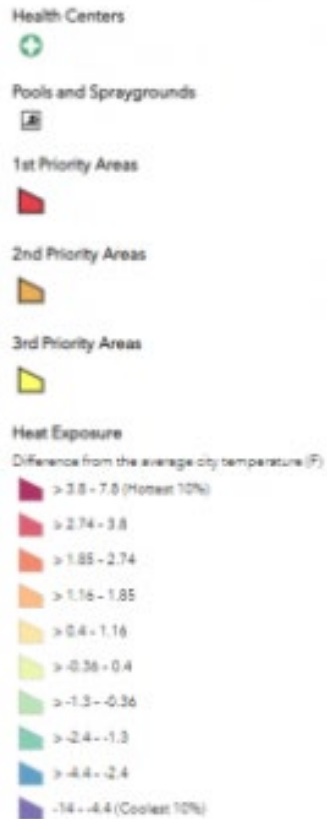 Health Centers
Pools and Spraygrounds
1st Priority Areas
2nd Priority Areas
3rd Priority Areas
Heat Exposure
Difference from the average city temperature (F)
> 3.8 - 7.8 (Hottest 10%)
> 2.74 - 3.8
> 1.85 - 2.74
> 1.16 - 1.85
> 0.4 - 1.16
> -0.36 - 0.4
> -1.3 - -0.36
> -2.4 - -1.3
> -4.4 - -2.4
-14 - -4.4 (Coolest 10%)